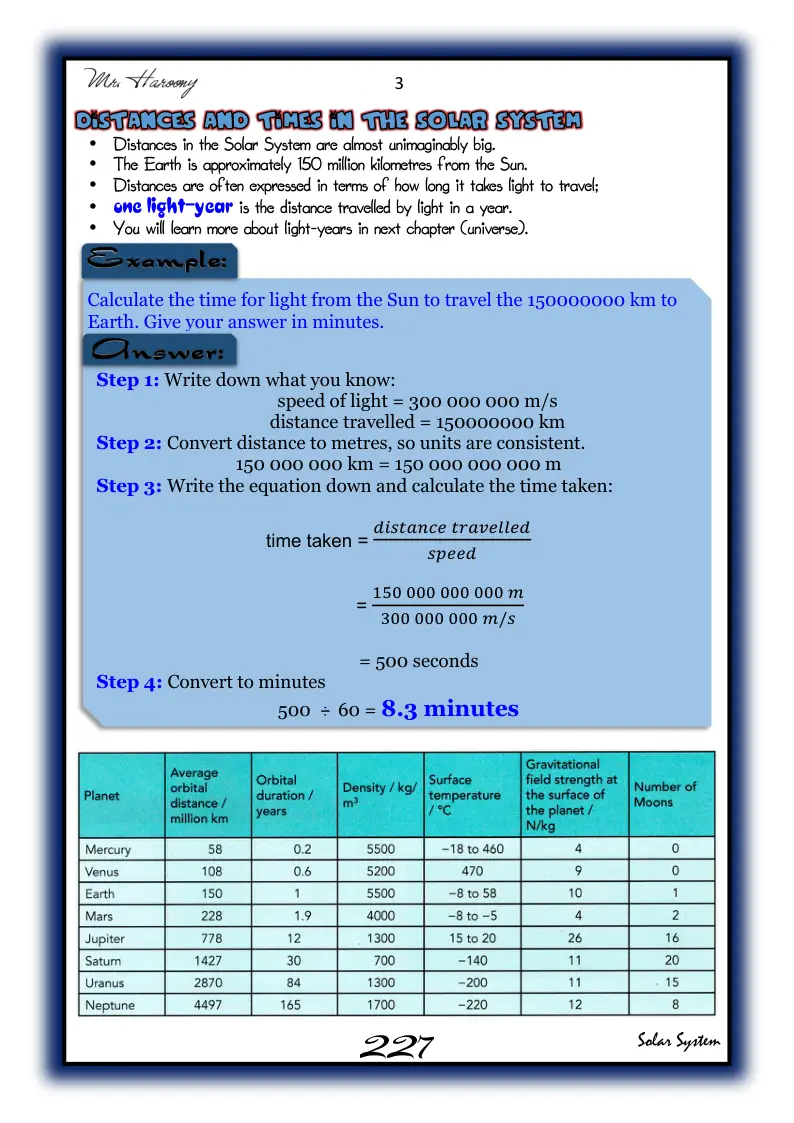 Mr. Haroony
3
DISTANCES AND TIMES IN THE SOLAR SYSTEM
• Distances in the Solar System are almost unimaginably big.
• The Earth is approximately 150 million kilometres from the Sun.
• Distances are often expressed in terms of how long it takes light to travel;
• one light-year is the distance travelled by light in a year.
• You will learn more about light-years in next chapter (universe).
Example:
Calculate the time for light from the Sun to travel the 150000000 km to
Earth. Give your answer in minutes.
Answer:
Step 1: Write down what you know:
speed of light = 300 000 000 m/s
distance travelled = 150000000 km
Step 2: Convert distance to metres, so units are consistent.
150 000 000 km = 150 000 000 000 m
Step 3: Write the equation down and calculate the time taken:
time taken = distance travelled / speed
= 150 000 000 000 m / 300 000 000 m/s
= 500 seconds
Step 4: Convert to minutes
500 ÷ 60 = 8.3 minutes
Planet | Average orbital distance / million km | Orbital duration / years | Density / kg/m³ | Surface temperature / °C | Gravitational field strength at the surface of the planet / N/kg | Number of Moons
Mercury 58 0.2 5500 −18 to 460 4 0
Venus 108 0.6 5200 470 9 0
Earth 150 1 5500 −8 to 58 10 1
Mars 228 1.9 4000 −8 to −5 4 2
Jupiter 778 12 1300 15 to 20 26 16
Saturn 1427 30 700 −140 11 20
Uranus 2870 84 1300 −200 11 15
Neptune 4497 165 1700 −220 12 8
227
Solar System